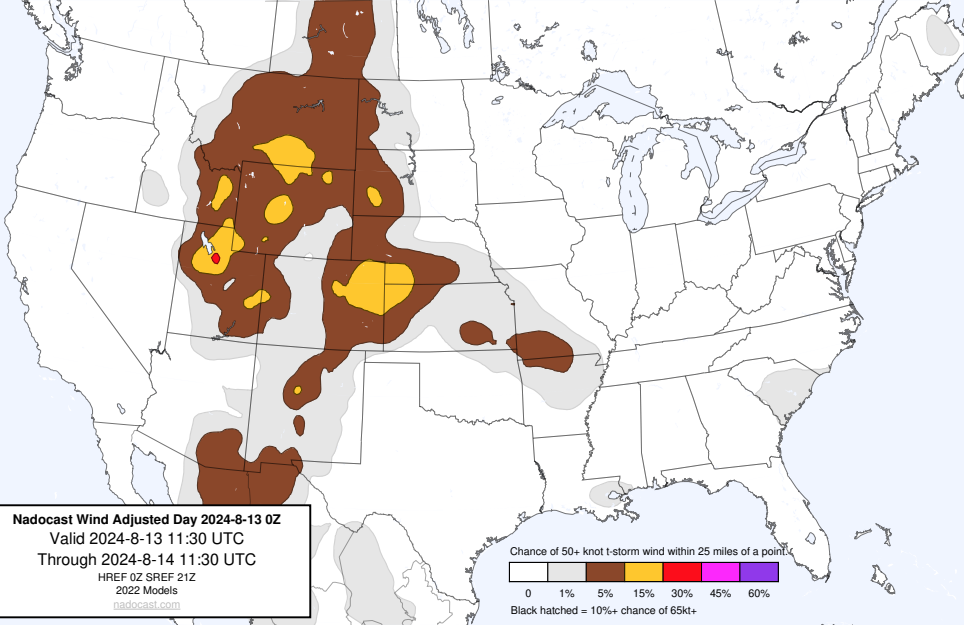 Nadocast Wind Adjusted Day 2024-8-13 0Z
Valid 2024-8-13 11:30 UTC
Through 2024-8-14 11:30 UTC
HREF 0Z SREF 21Z
2022 Models
nadocast.com
Chance of 50+ knot t-storm wind within 25 miles of a point.
0 1% 5% 15% 30% 45% 60%
Black hatched = 10%+ chance of 65kt+